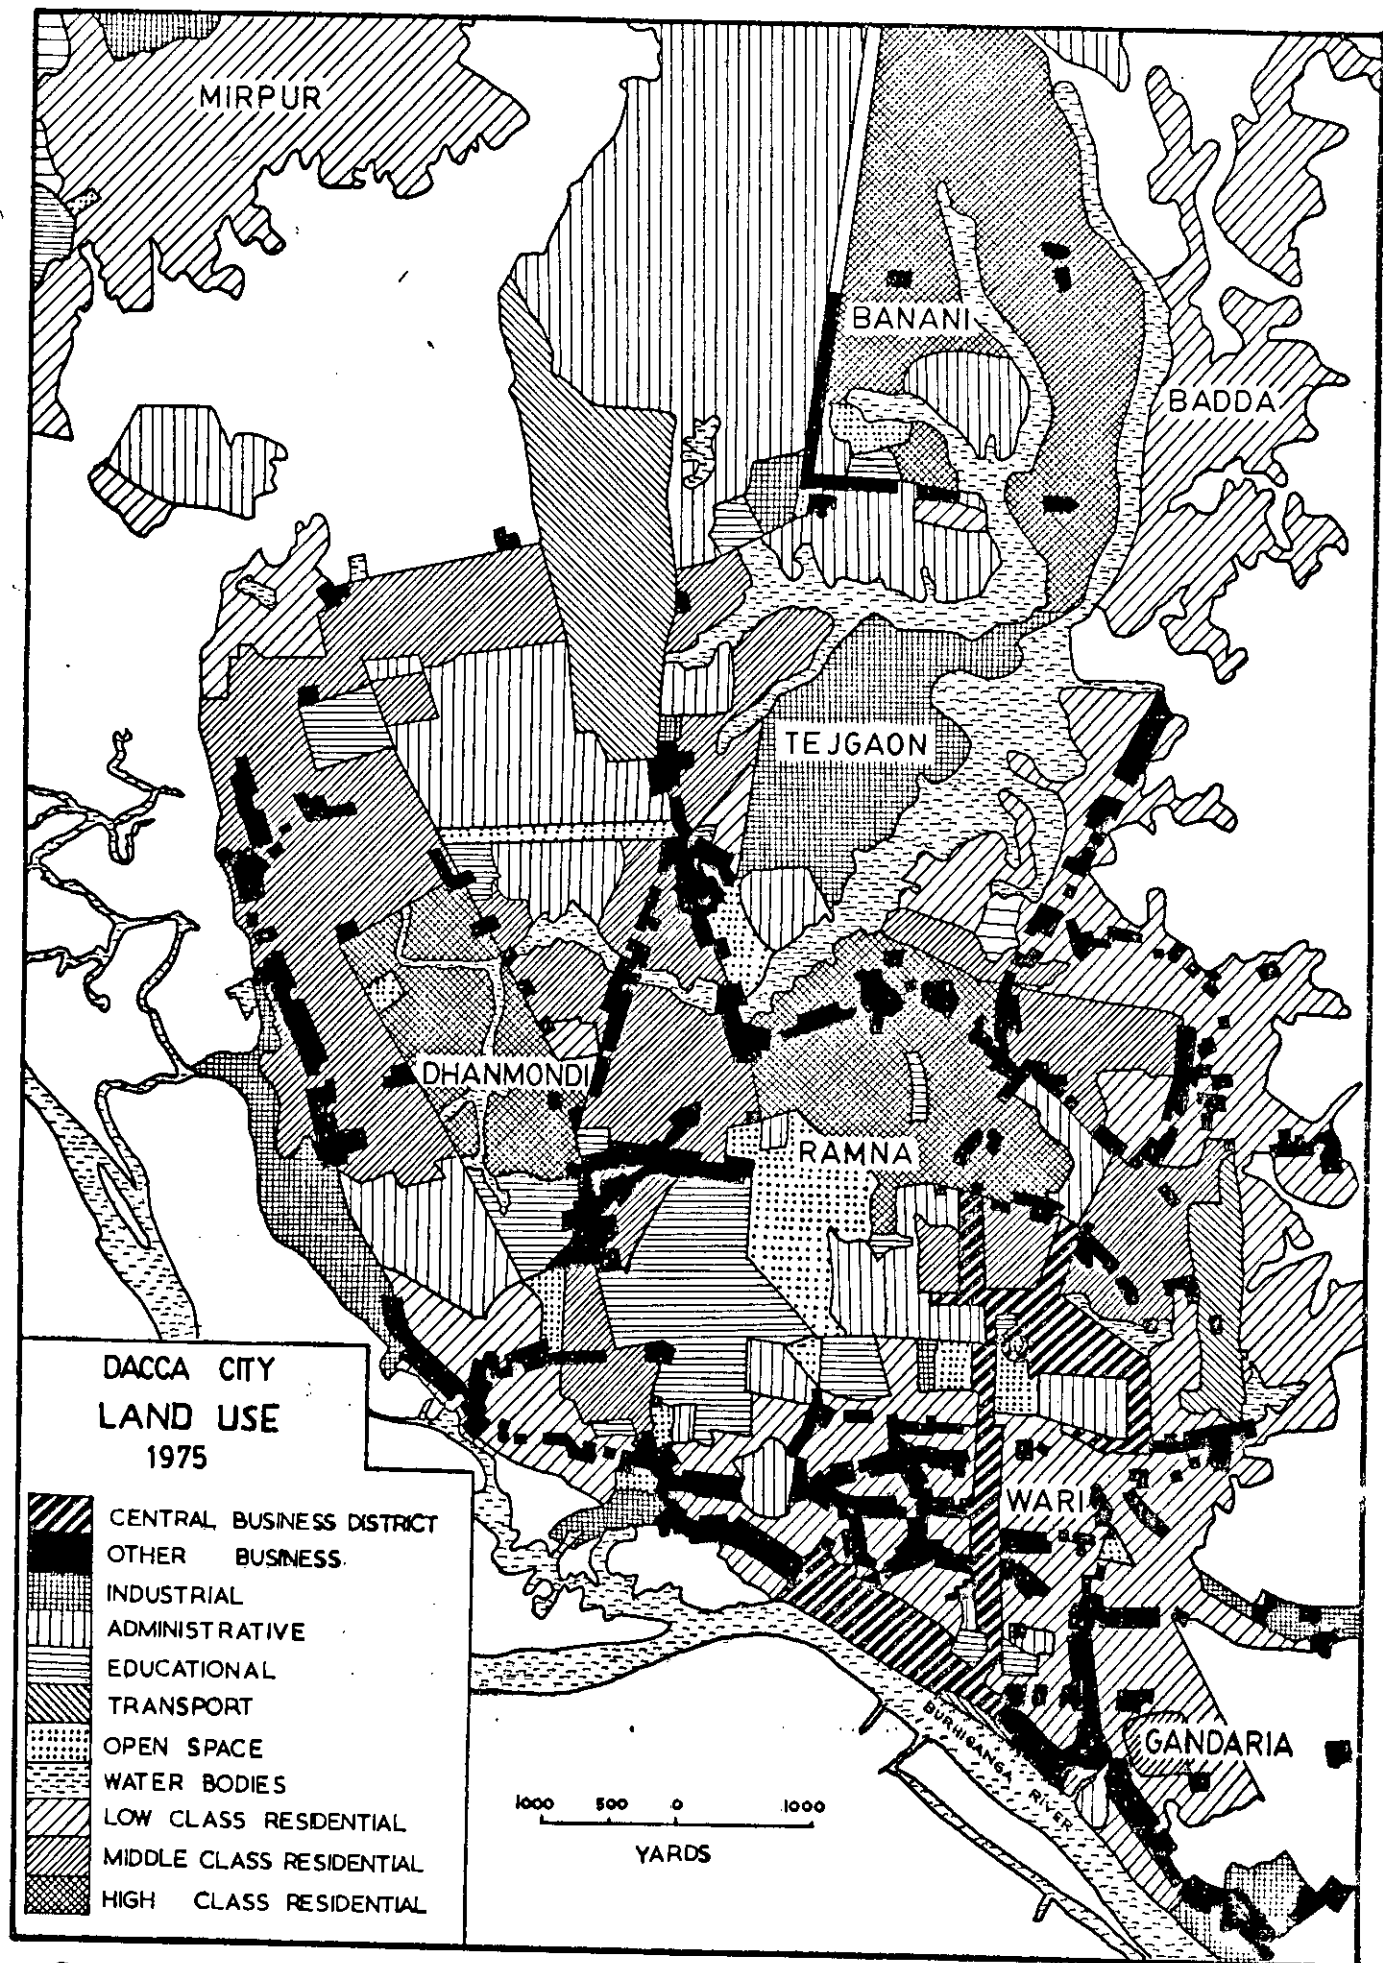 MIRPUR
BANANI
BADDA
TEJGAON
DHANMONDI
RAMNA
WARI
GANDARIA
BURHIGANGA RIVER
DACCA CITY
LAND USE
1975
CENTRAL BUSINESS DISTRICT
OTHER BUSINESS
INDUSTRIAL
ADMINISTRATIVE
EDUCATIONAL
TRANSPORT
OPEN SPACE
WATER BODIES
LOW CLASS RESIDENTIAL
MIDDLE CLASS RESIDENTIAL
HIGH CLASS RESIDENTIAL
1000 500 0 1000
YARDS